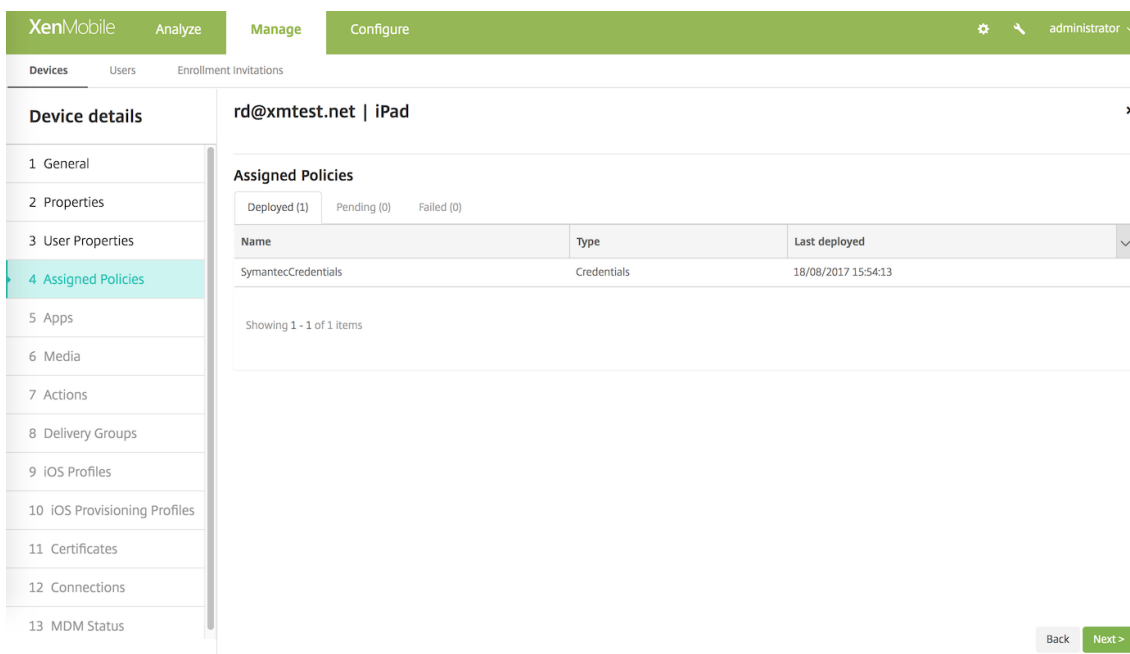 XenMobile Analyze Manage Configure administrator
Devices Users Enrollment Invitations
Device details
1 General
2 Properties
3 User Properties
4 Assigned Policies
5 Apps
6 Media
7 Actions
8 Delivery Groups
9 iOS Profiles
10 iOS Provisioning Profiles
11 Certificates
12 Connections
13 MDM Status
rd@xmtest.net | iPad
Assigned Policies
Deployed (1) Pending (0) Failed (0)
Name Type Last deployed
SymantecCredentials Credentials 18/08/2017 15:54:13
Showing 1 - 1 of 1 items
Back Next >